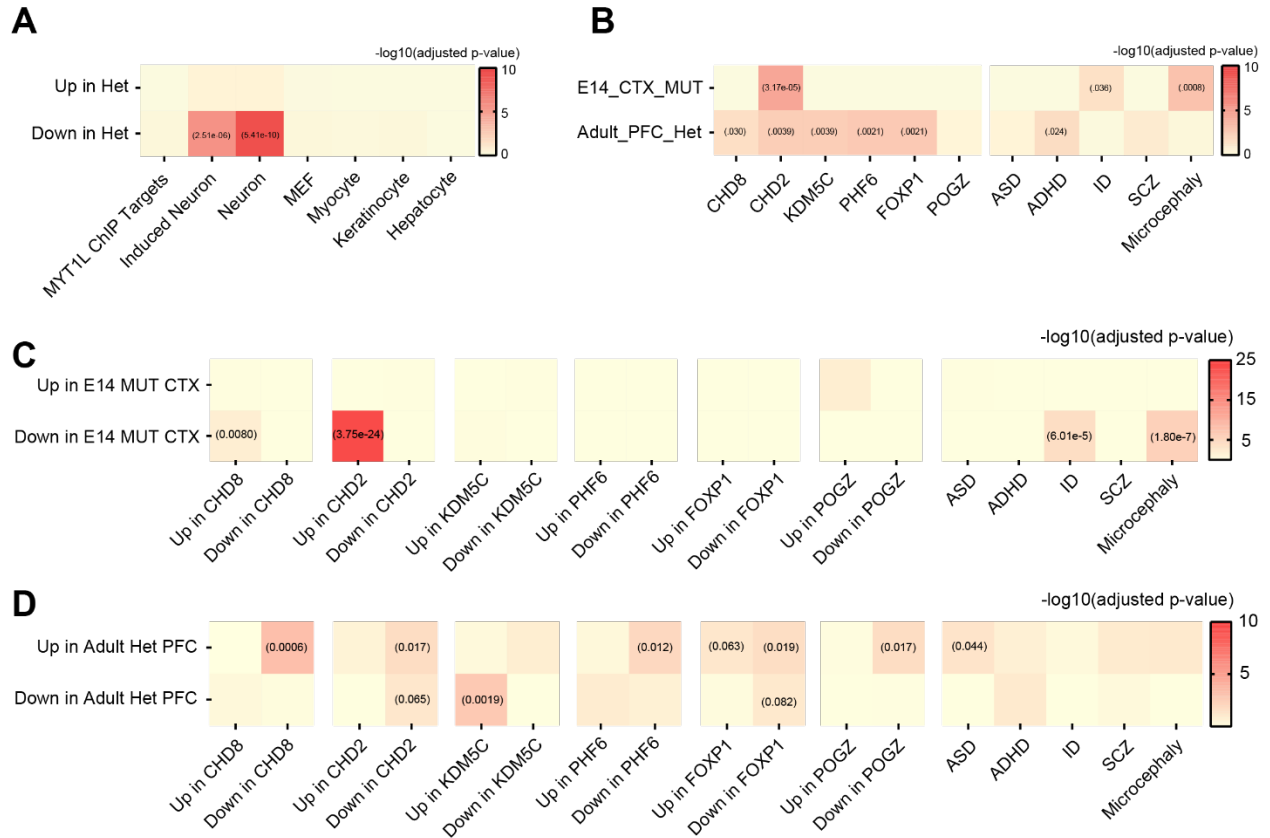 A
-log10(adjusted p-value)
Up in Het
Down in Het
(2.51e-06)
(5.41e-10)
10
5
0
MYT1L ChIP Targets
Induced Neuron
Neuron
MEF
Myocyte
Keratinocyte
Hepatocyte
B
-log10(adjusted p-value)
E14_CTX_MUT
(3.17e-05)
(.036)
(.0008)
Adult_PFC_Het
(.030)
(.0039)
(.0039)
(.0021)
(.0021)
(.024)
10
5
0
CHD8
CHD2
KDM5C
PHF6
FOXP1
POGZ
ASD
ADHD
ID
SCZ
Microcephaly
C
-log10(adjusted p-value)
Up in E14 MUT CTX
Down in E14 MUT CTX
(0.0080)
(3.75e-24)
(6.01e-5)
(1.80e-7)
25
15
5
Up in CHD8
Down in CHD8
Up in CHD2
Down in CHD2
Up in KDM5C
Down in KDM5C
Up in PHF6
Down in PHF6
Up in FOXP1
Down in FOXP1
Up in POGZ
Down in POGZ
ASD
ADHD
ID
SCZ
Microcephaly
D
-log10(adjusted p-value)
Up in Adult Het PFC
(0.0006)
(0.017)
(0.012)
(0.063)
(0.019)
(0.017)
(0.044)
Down in Adult Het PFC
(0.065)
(0.0019)
(0.082)
10
5
Up in CHD8
Down in CHD8
Up in CHD2
Down in CHD2
Up in KDM5C
Down in KDM5C
Up in PHF6
Down in PHF6
Up in FOXP1
Down in FOXP1
Up in POGZ
Down in POGZ
ASD
ADHD
ID
SCZ
Microcephaly